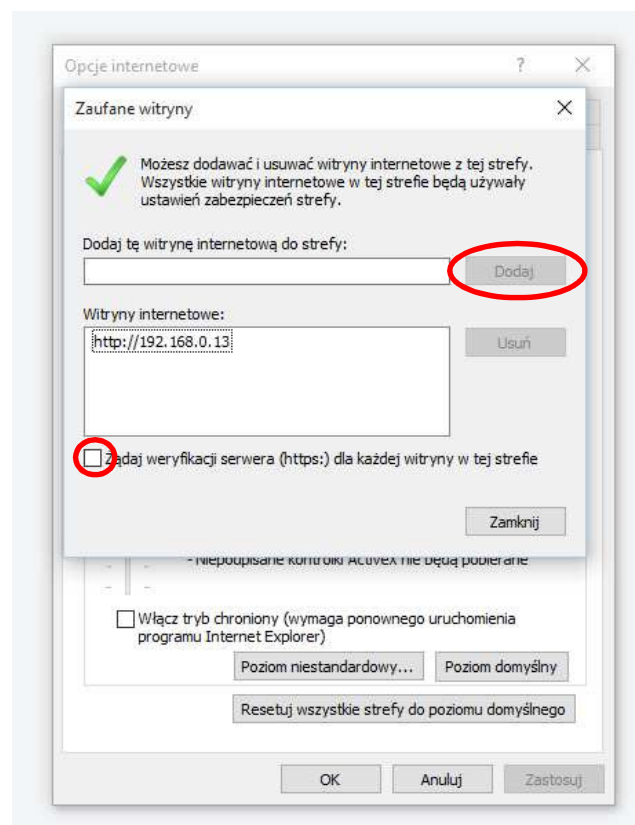 Opcje internetowe
Zaufane witryny
Możesz dodawać i usuwać witryny internetowe z tej strefy.
Wszystkie witryny internetowe w tej strefie będą używały
ustawień zabezpieczeń strefy.
Dodaj tę witrynę internetową do strefy:
Dodaj
Witryny internetowe:
http://192.168.0.13
Usuń
Żądaj weryfikacji serwera (https:) dla każdej witryny w tej strefie
Zamknij
- Niepodpisane kontrolki ActiveX nie będą pobierane
Włącz tryb chroniony (wymaga ponownego uruchomienia
programu Internet Explorer)
Poziom niestandardowy... Poziom domyślny
Resetuj wszystkie strefy do poziomu domyślnego
OK Anuluj Zastosuj